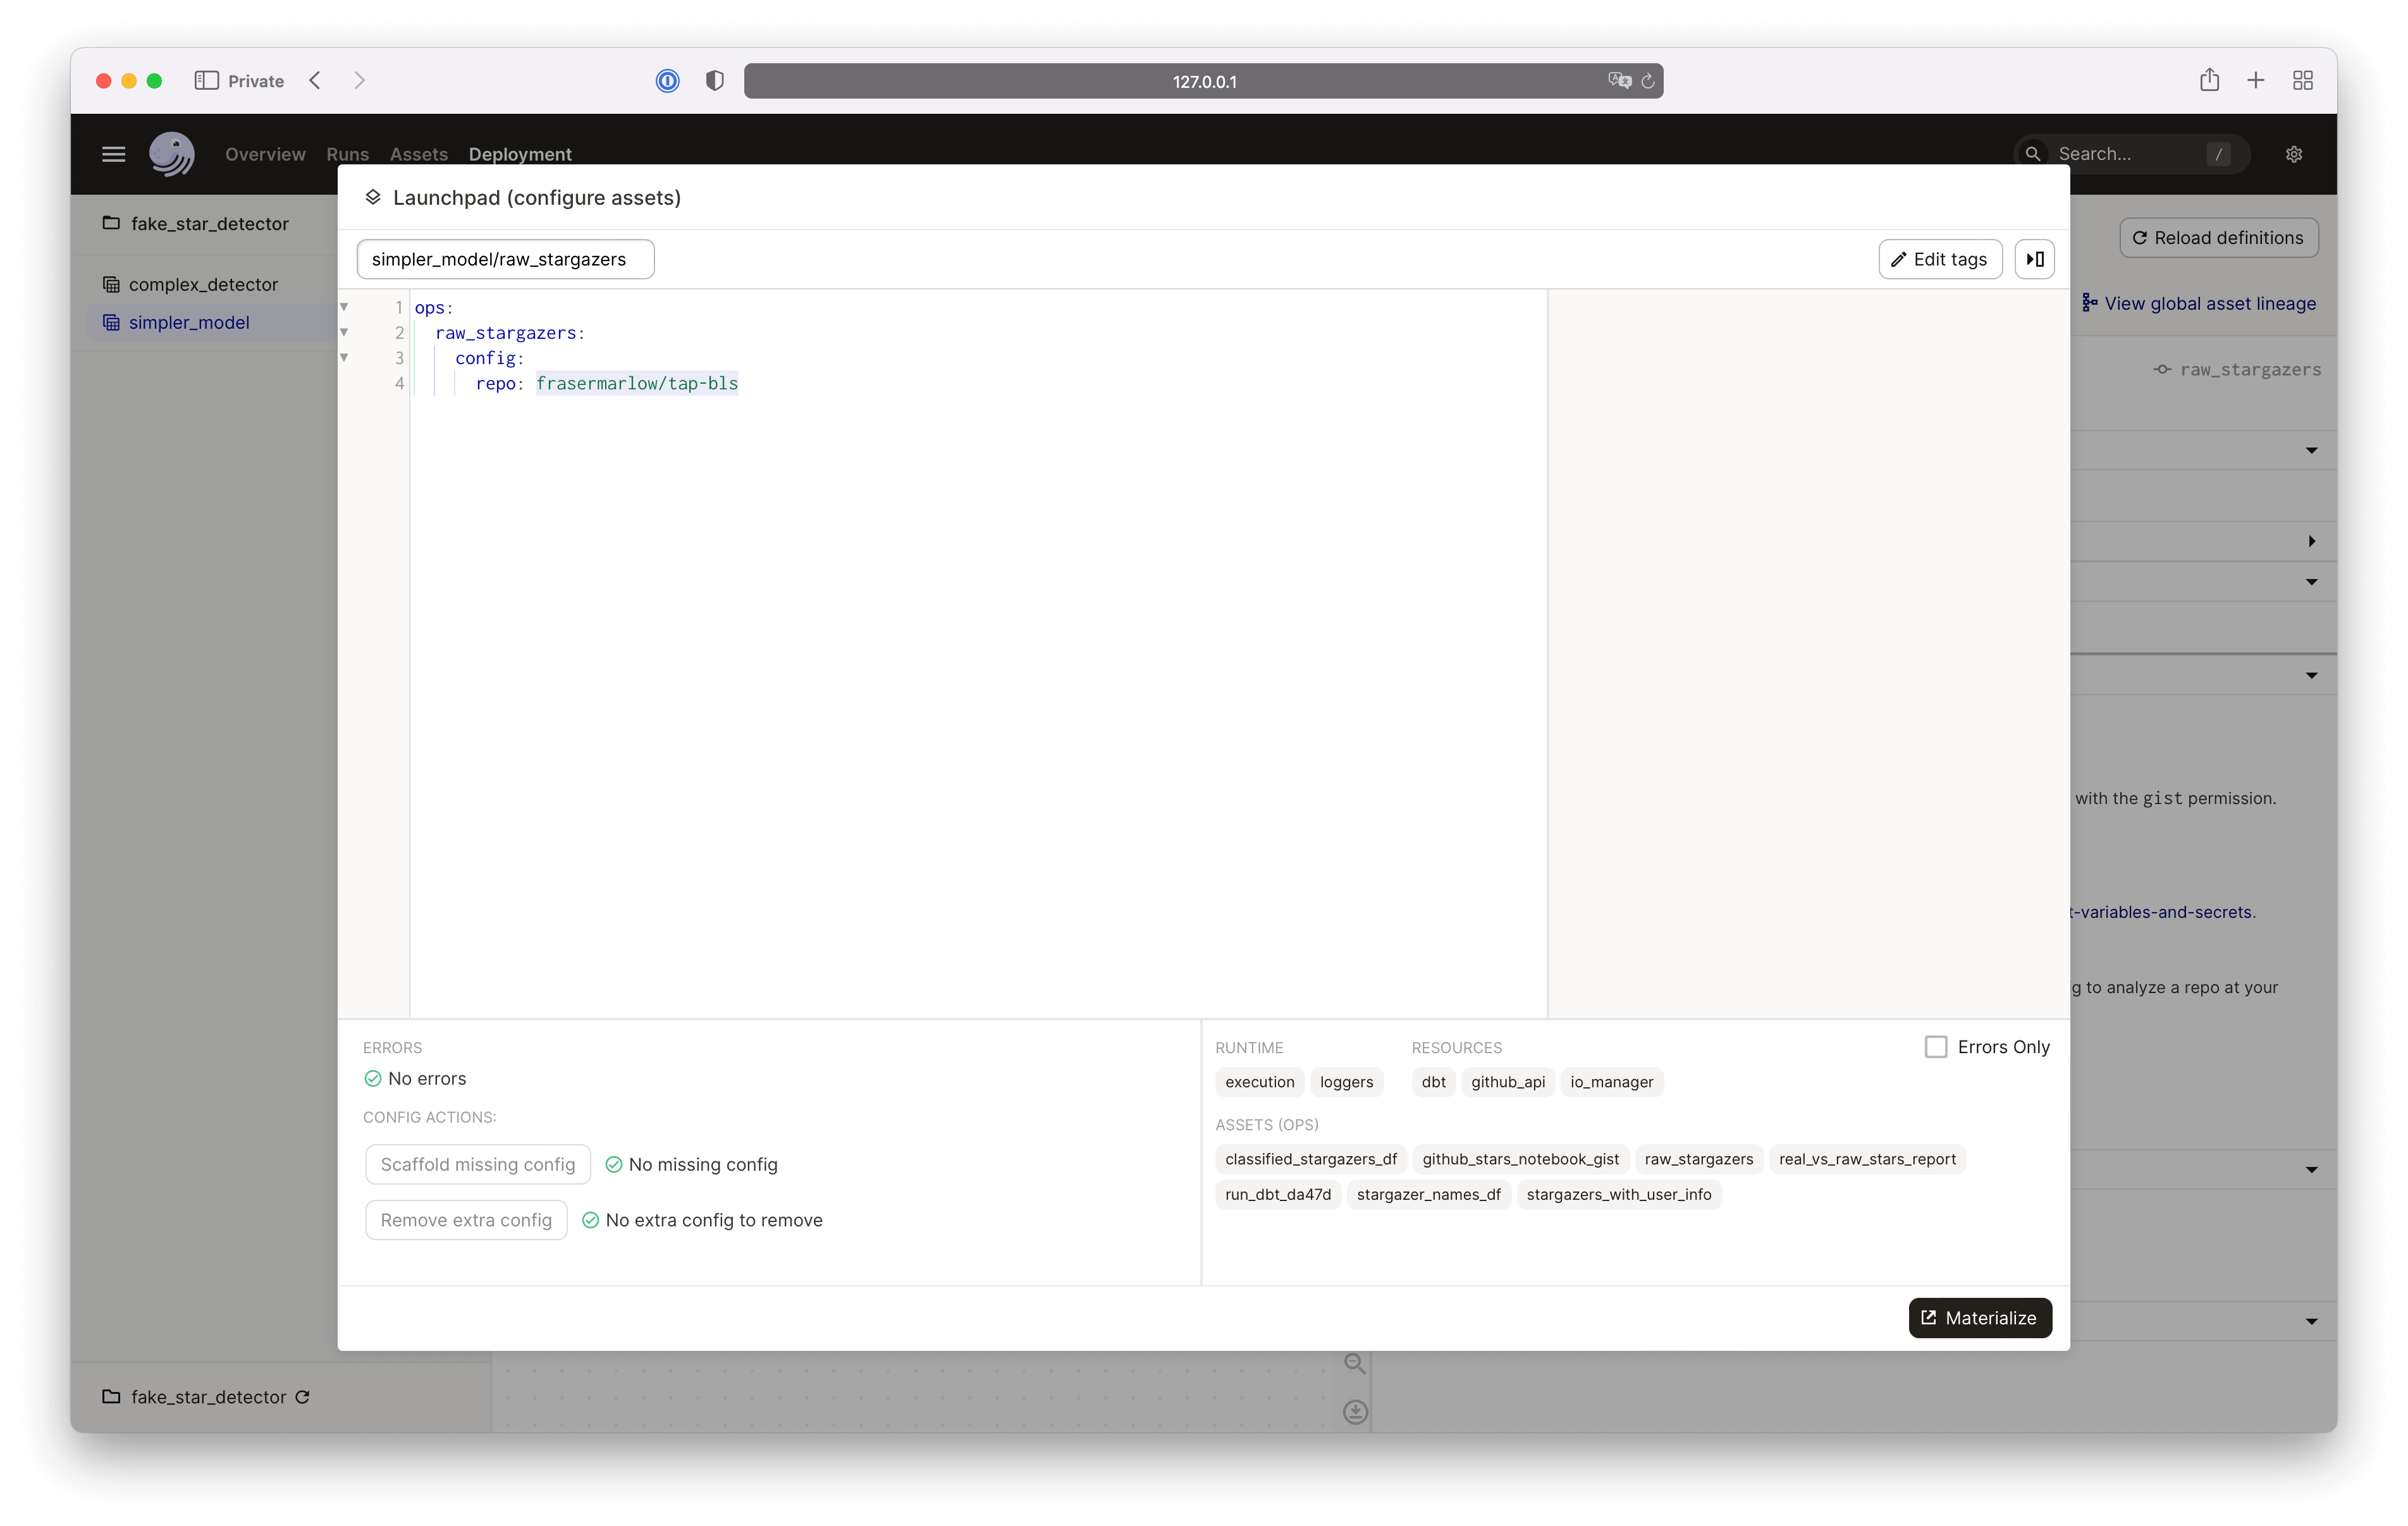 Private
127.0.0.1
Overview Runs Assets Deployment
Search... /
fake_star_detector
complex_detector
simpler_model
Launchpad (configure assets)
simpler_model/raw_stargazers
Edit tags
1 ops:
2 raw_stargazers:
3 config:
4 repo: frasermarlow/tap-bls
Reload definitions
View global asset lineage
raw_stargazers
with the gist permission.
t-variables-and-secrets.
g to analyze a repo at your
ERRORS
No errors
CONFIG ACTIONS:
Scaffold missing config No missing config
Remove extra config No extra config to remove
RUNTIME RESOURCES
Errors Only
execution loggers dbt github_api io_manager
ASSETS (OPS)
classified_stargazers_df github_stars_notebook_gist raw_stargazers real_vs_raw_stars_report
run_dbt_da47d stargazer_names_df stargazers_with_user_info
Materialize
fake_star_detector